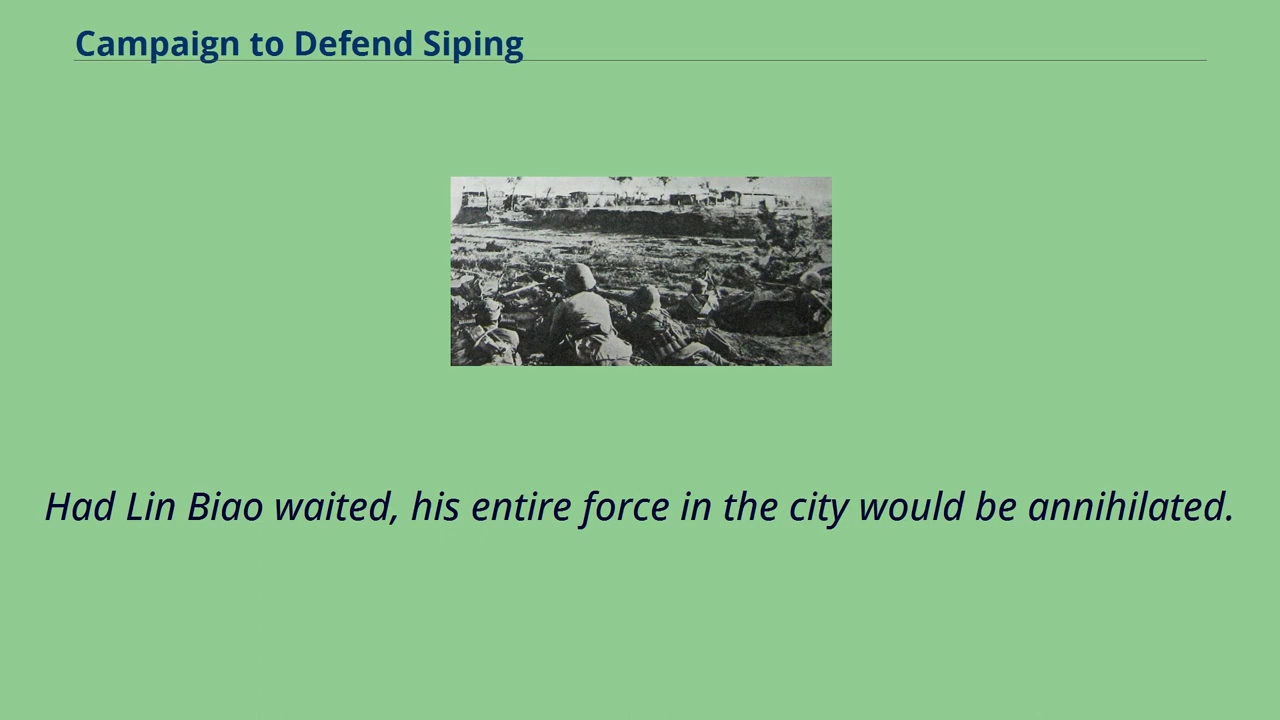 Campaign to Defend Siping
Had Lin Biao waited, his entire force in the city would be annihilated.